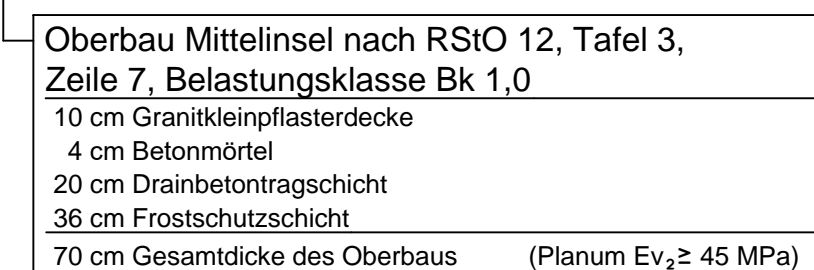 Oberbau Mittelinsel nach RStO 12, Tafel 3,
Zeile 7, Belastungsklasse Bk 1,0
10 cm Granitkleinpflasterdecke
4 cm Betonmörtel
20 cm Drainbetontragschicht
36 cm Frostschutzschicht
70 cm Gesamtdicke des Oberbaus (Planum Ev₂≥ 45 MPa)